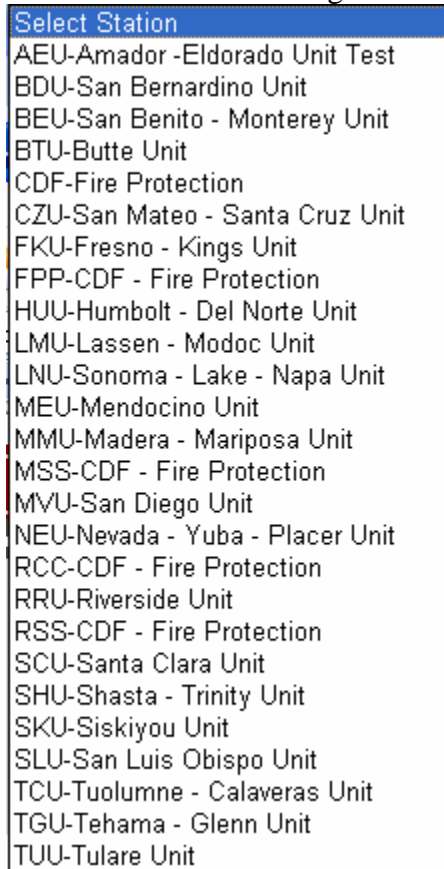 Select Station
AEU-Amador -Eldorado Unit Test
BDU-San Bernardino Unit
BEU-San Benito - Monterey Unit
BTU-Butte Unit
CDF-Fire Protection
CZU-San Mateo - Santa Cruz Unit
FKU-Fresno - Kings Unit
FPP-CDF - Fire Protection
HUU-Humbolt - Del Norte Unit
LMU-Lassen - Modoc Unit
LNU-Sonoma - Lake - Napa Unit
MEU-Mendocino Unit
MMU-Madera - Mariposa Unit
MSS-CDF - Fire Protection
MVU-San Diego Unit
NEU-Nevada - Yuba - Placer Unit
RCC-CDF - Fire Protection
RRU-Riverside Unit
RSS-CDF - Fire Protection
SCU-Santa Clara Unit
SHU-Shasta - Trinity Unit
SKU-Siskiyou Unit
SLU-San Luis Obispo Unit
TCU-Tuolumne - Calaveras Unit
TGU-Tehama - Glenn Unit
TUU-Tulare Unit